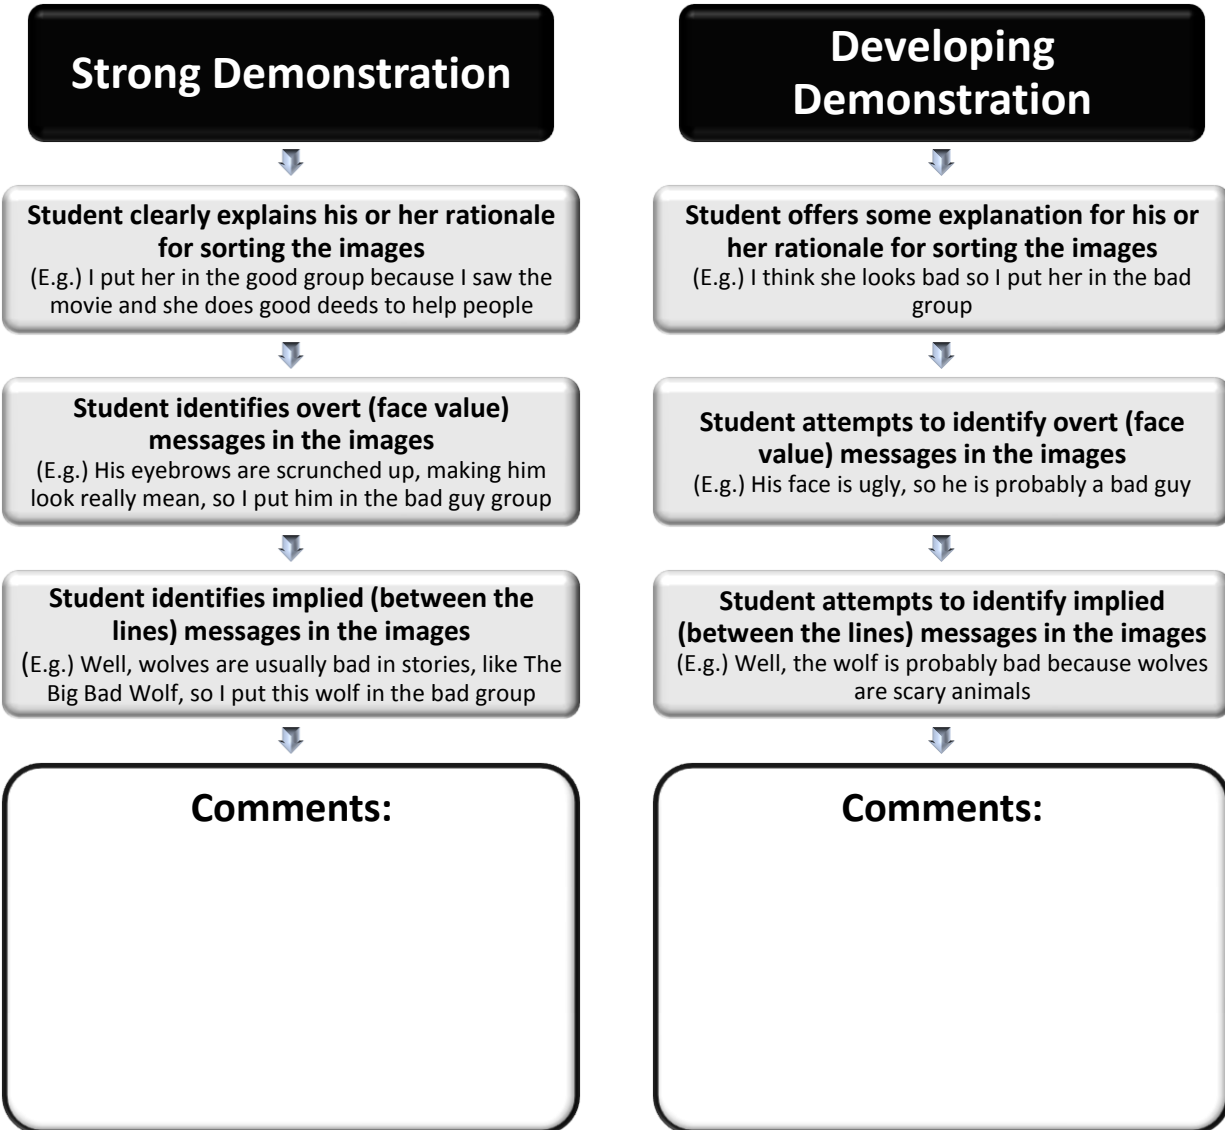 Strong Demonstration
Student clearly explains his or her rationale
for sorting the images
(E.g.) I put her in the good group because I saw the
movie and she does good deeds to help people
Student identifies overt (face value)
messages in the images
(E.g.) His eyebrows are scrunched up, making him
look really mean, so I put him in the bad guy group
Student identifies implied (between the
lines) messages in the images
(E.g.) Well, wolves are usually bad in stories, like The
Big Bad Wolf, so I put this wolf in the bad group
Comments:
Developing
Demonstration
Student offers some explanation for his or
her rationale for sorting the images
(E.g.) I think she looks bad so I put her in the bad
group
Student attempts to identify overt (face
value) messages in the images
(E.g.) His face is ugly, so he is probably a bad guy
Student attempts to identify implied
(between the lines) messages in the images
(E.g.) Well, the wolf is probably bad because wolves
are scary animals
Comments: